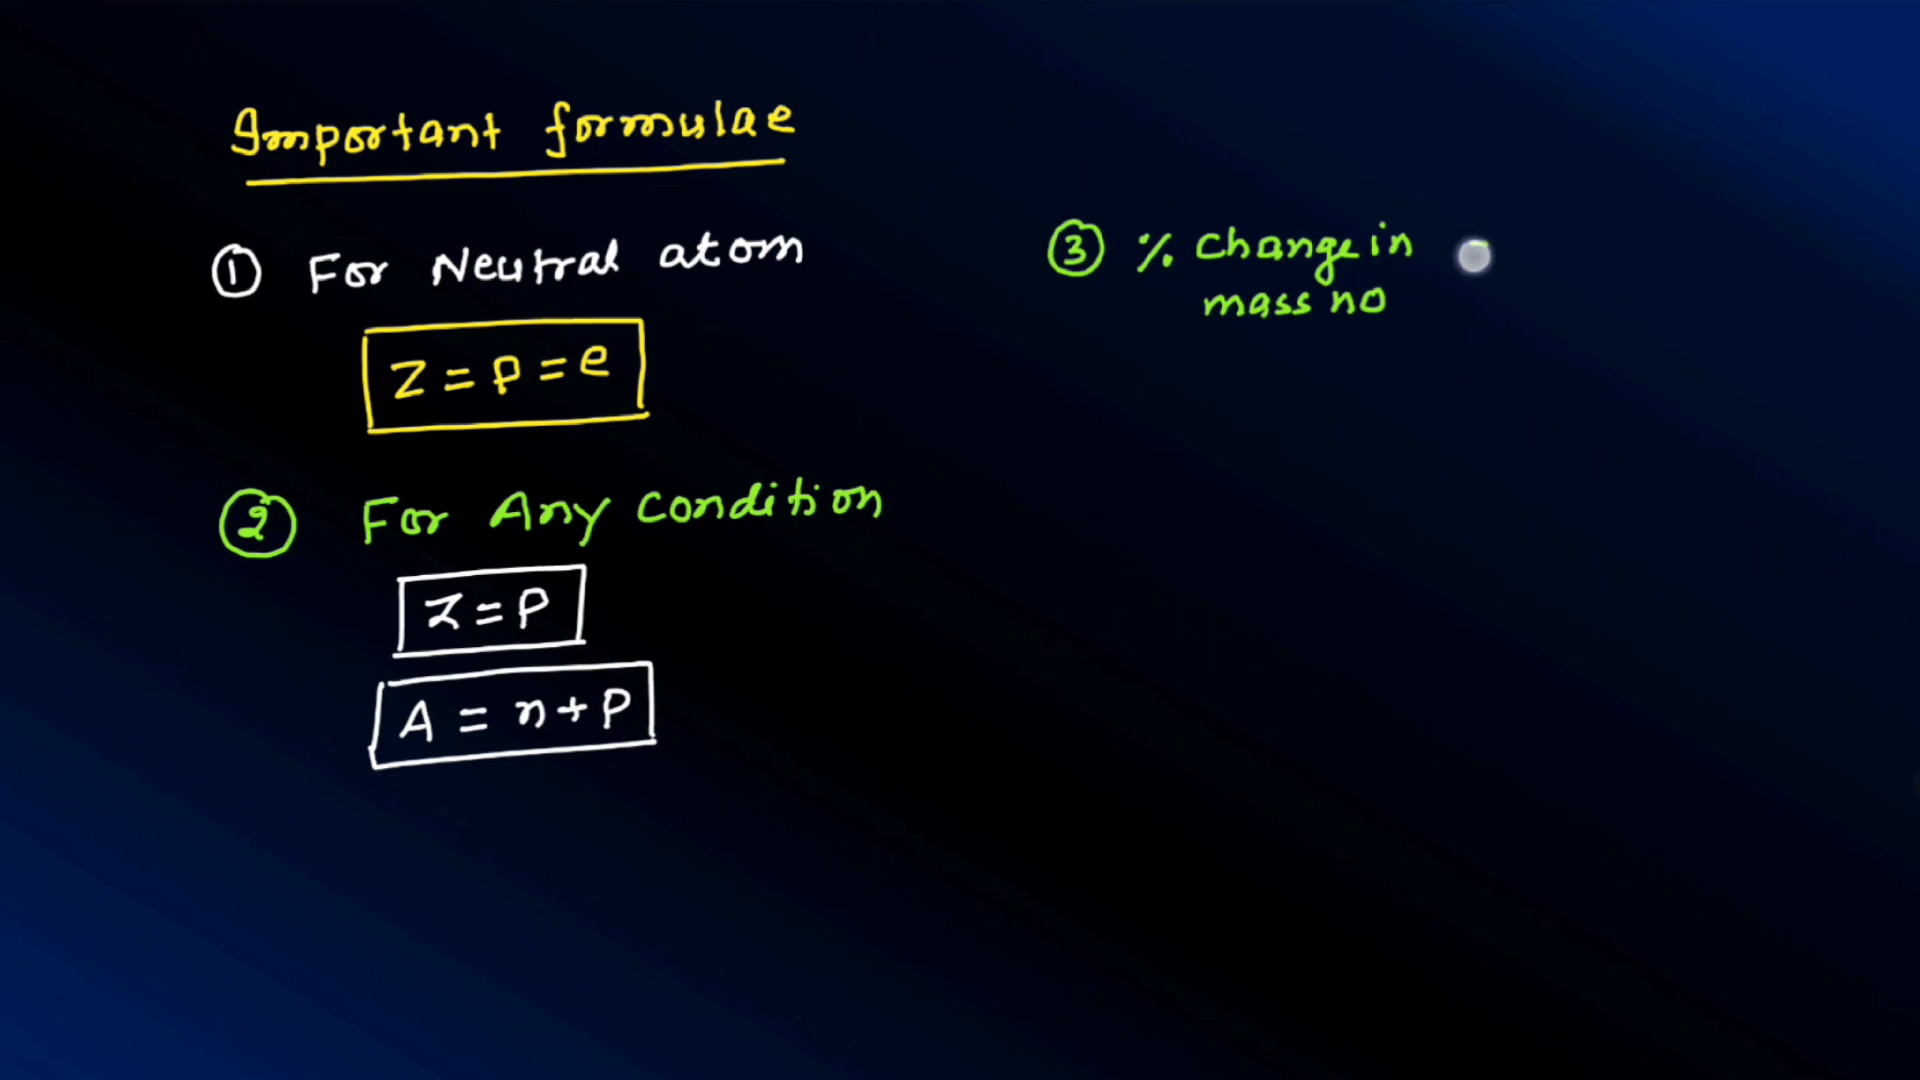 Important formulae
① For Neutral atom
Z = P = e
② For Any Condition
Z = P
A = n + P
③ % Change in
mass no